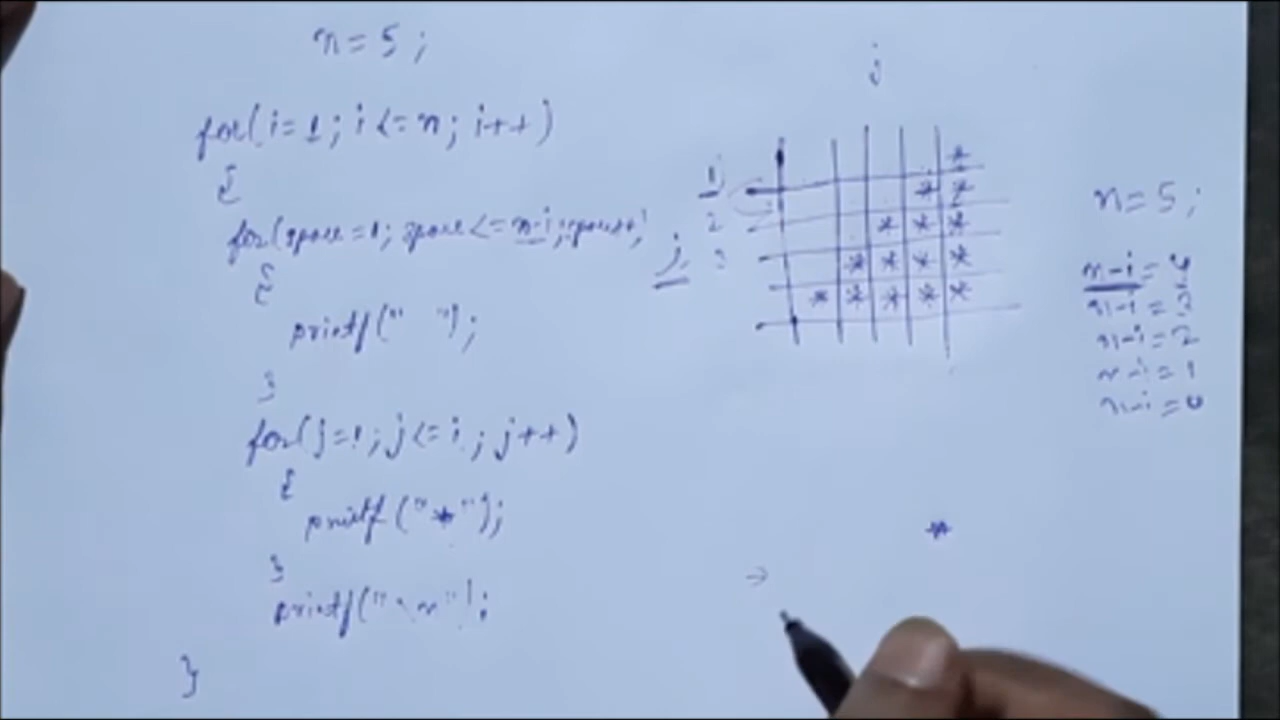 n=5;
for(i=1; i<=n; i++)
{
for(space=1; space<=n-i; space++)
{
printf(" ");
}
for(j=1; j<=i; j++)
{
printf("*");
}
printf("\n");
}
j
1 *
2 * *
3 * * *
* * * *
* * * * *
i
n=5;
n-i=4
n-i=3
n-i=2
n-i=1
n-i=0
*
→